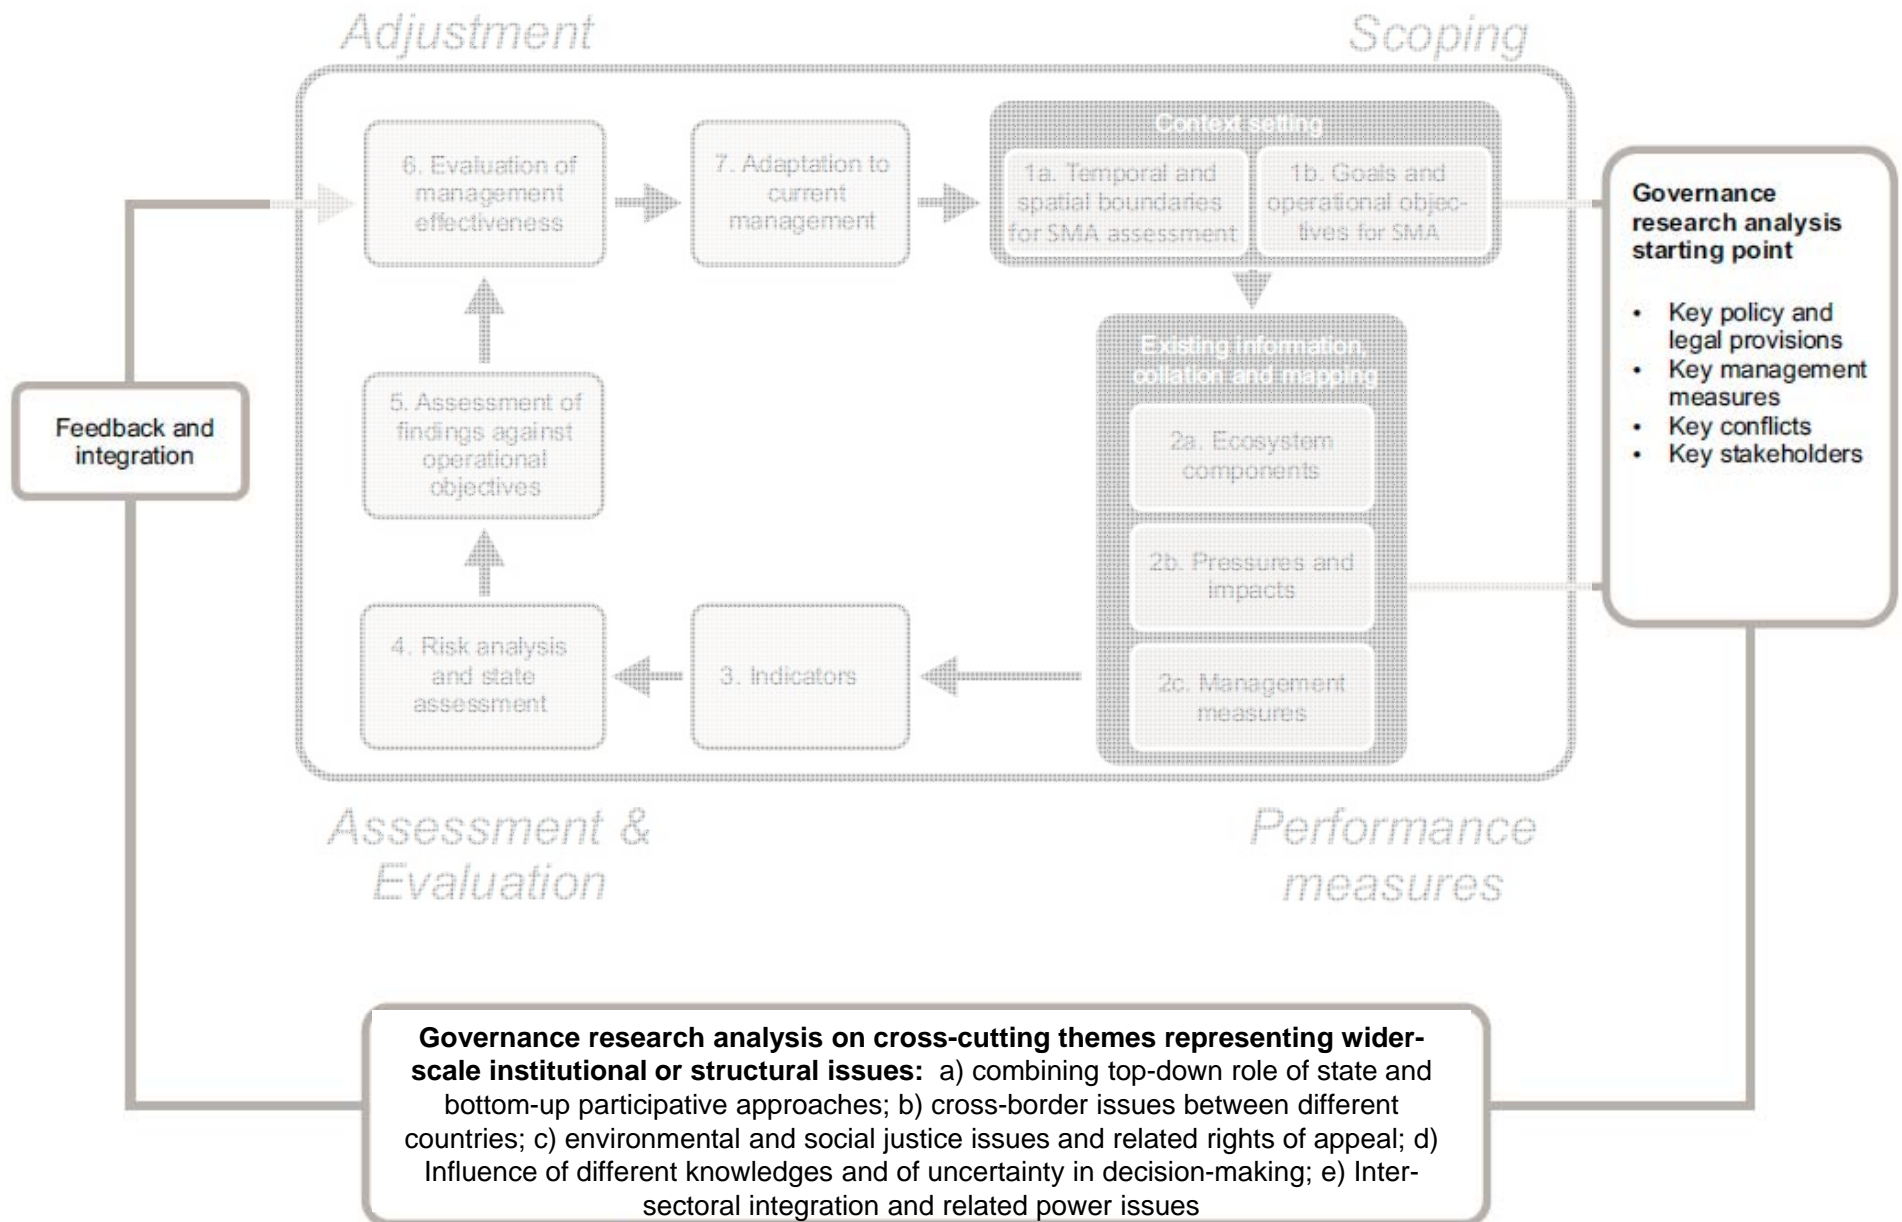 Adjustment
Scoping
6. Evaluation of
management
effectiveness
7. Adaptation to
current
management
Context setting
1a. Temporal and
spatial boundaries
for SMA assessment
1b. Goals and
operational objec-
tives for SMA
Governance
research analysis
starting point
• Key policy and
legal provisions
• Key management
measures
• Key conflicts
• Key stakeholders
Existing information,
collation and mapping
2a. Ecosystem
components
2b. Pressures and
impacts
2c. Management
measures
3. Indicators
4. Risk analysis
and state
assessment
5. Assessment of
findings against
operational
objectives
Feedback and
integration
Assessment &
Evaluation
Performance
measures
Governance research analysis on cross-cutting themes representing wider-
scale institutional or structural issues: a) combining top-down role of state and
bottom-up participative approaches; b) cross-border issues between different
countries; c) environmental and social justice issues and related rights of appeal; d)
Influence of different knowledges and of uncertainty in decision-making; e) Inter-
sectoral integration and related power issues